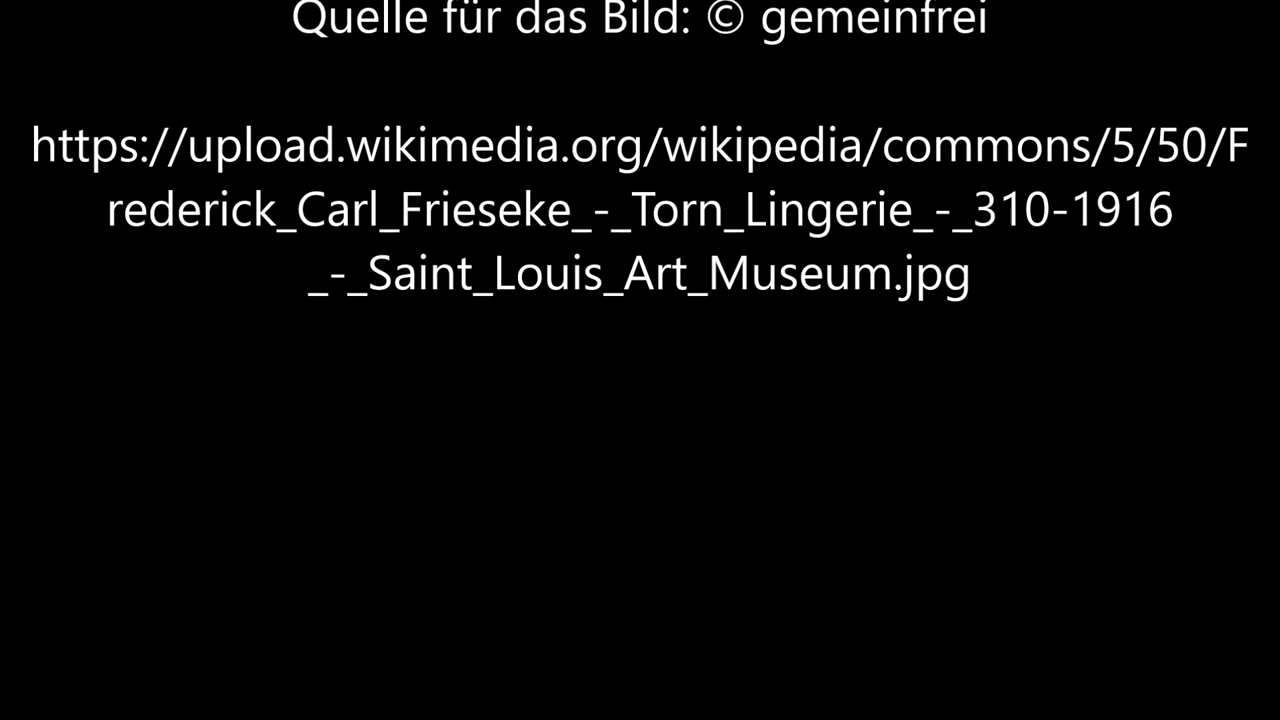 Quelle für das Bild: © gemeinfrei
https://upload.wikimedia.org/wikipedia/commons/5/50/F
rederick_Carl_Frieseke_-_Torn_Lingerie_-_310-1916
_-_Saint_Louis_Art_Museum.jpg